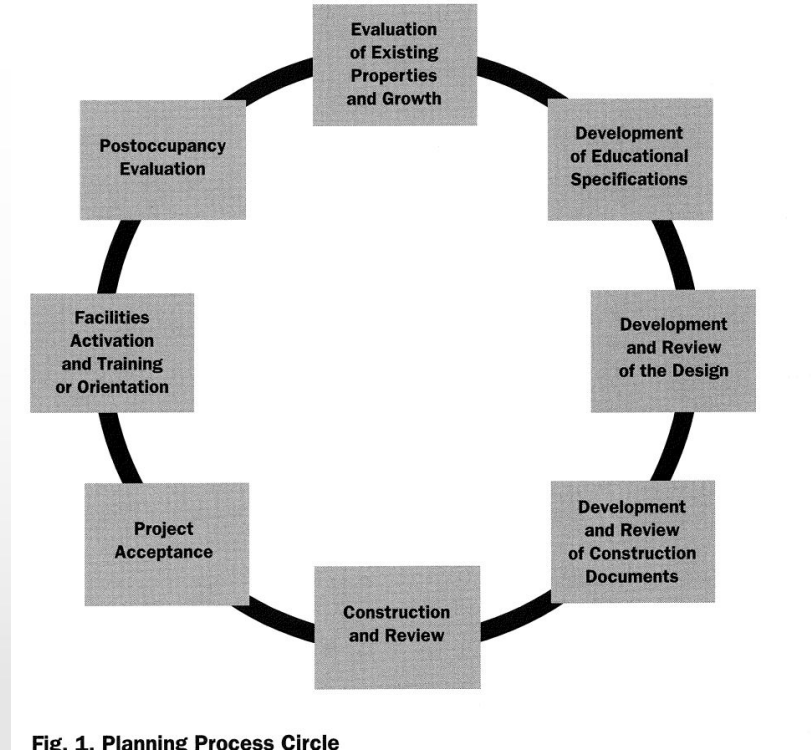 Evaluation
of Existing
Properties
and Growth
Development
of Educational
Specifications
Development
and Review
of the Design
Development
and Review
of Construction
Documents
Construction
and Review
Project
Acceptance
Facilities
Activation
and Training
or Orientation
Postoccupancy
Evaluation
Fig. 1. Planning Process Circle